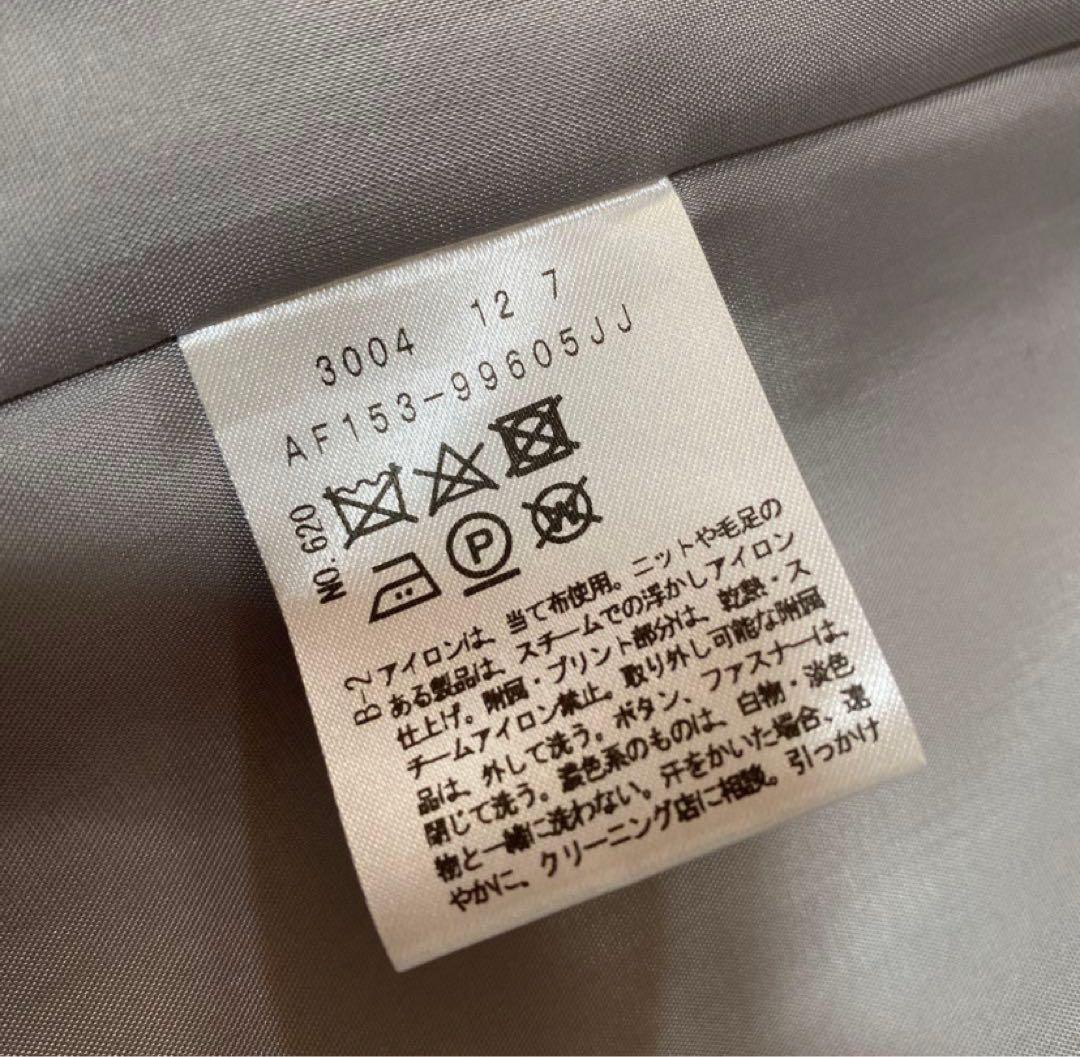 3004 12 7
AF153-99605JJ
NO.620
P
W
B-2 アイロンは、当て布使用。ニットや毛足の
ある製品は、スチームでの浮かしアイロン
仕上げ。附属・プリント部分は、乾熱・ス
チームアイロン禁止。取り外し可能な附属
品は、外して洗う。ボタン、ファスナーは、
閉じて洗う。濃色系のものは、白物・淡色
物と一緒に洗わない。汗をかいた場合、速
やかに、クリーニング店に相談。引っかけ